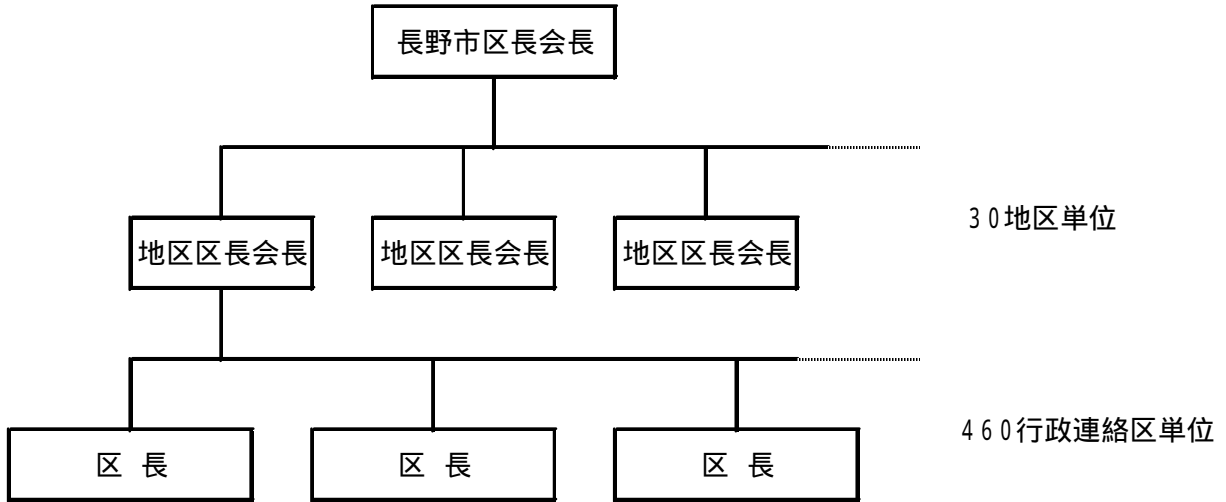 長野市区長会長
30地区単位
地区区長会長 地区区長会長 地区区長会長
460行政連絡区単位
区 長 区 長 区 長